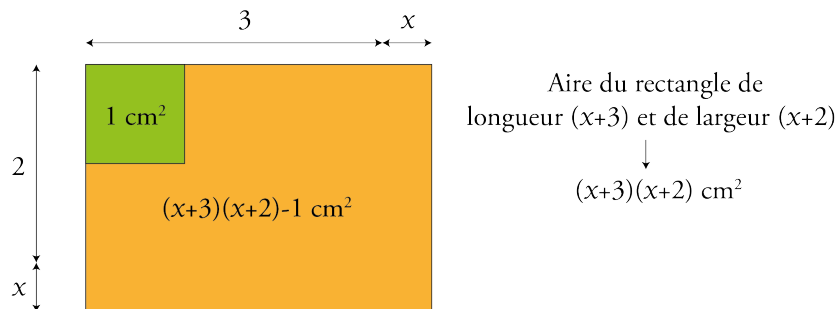 3
x
1 cm²
2
(x+3)(x+2)-1 cm²
x
Aire du rectangle de
longueur (x+3) et de largeur (x+2)
(x+3)(x+2) cm²